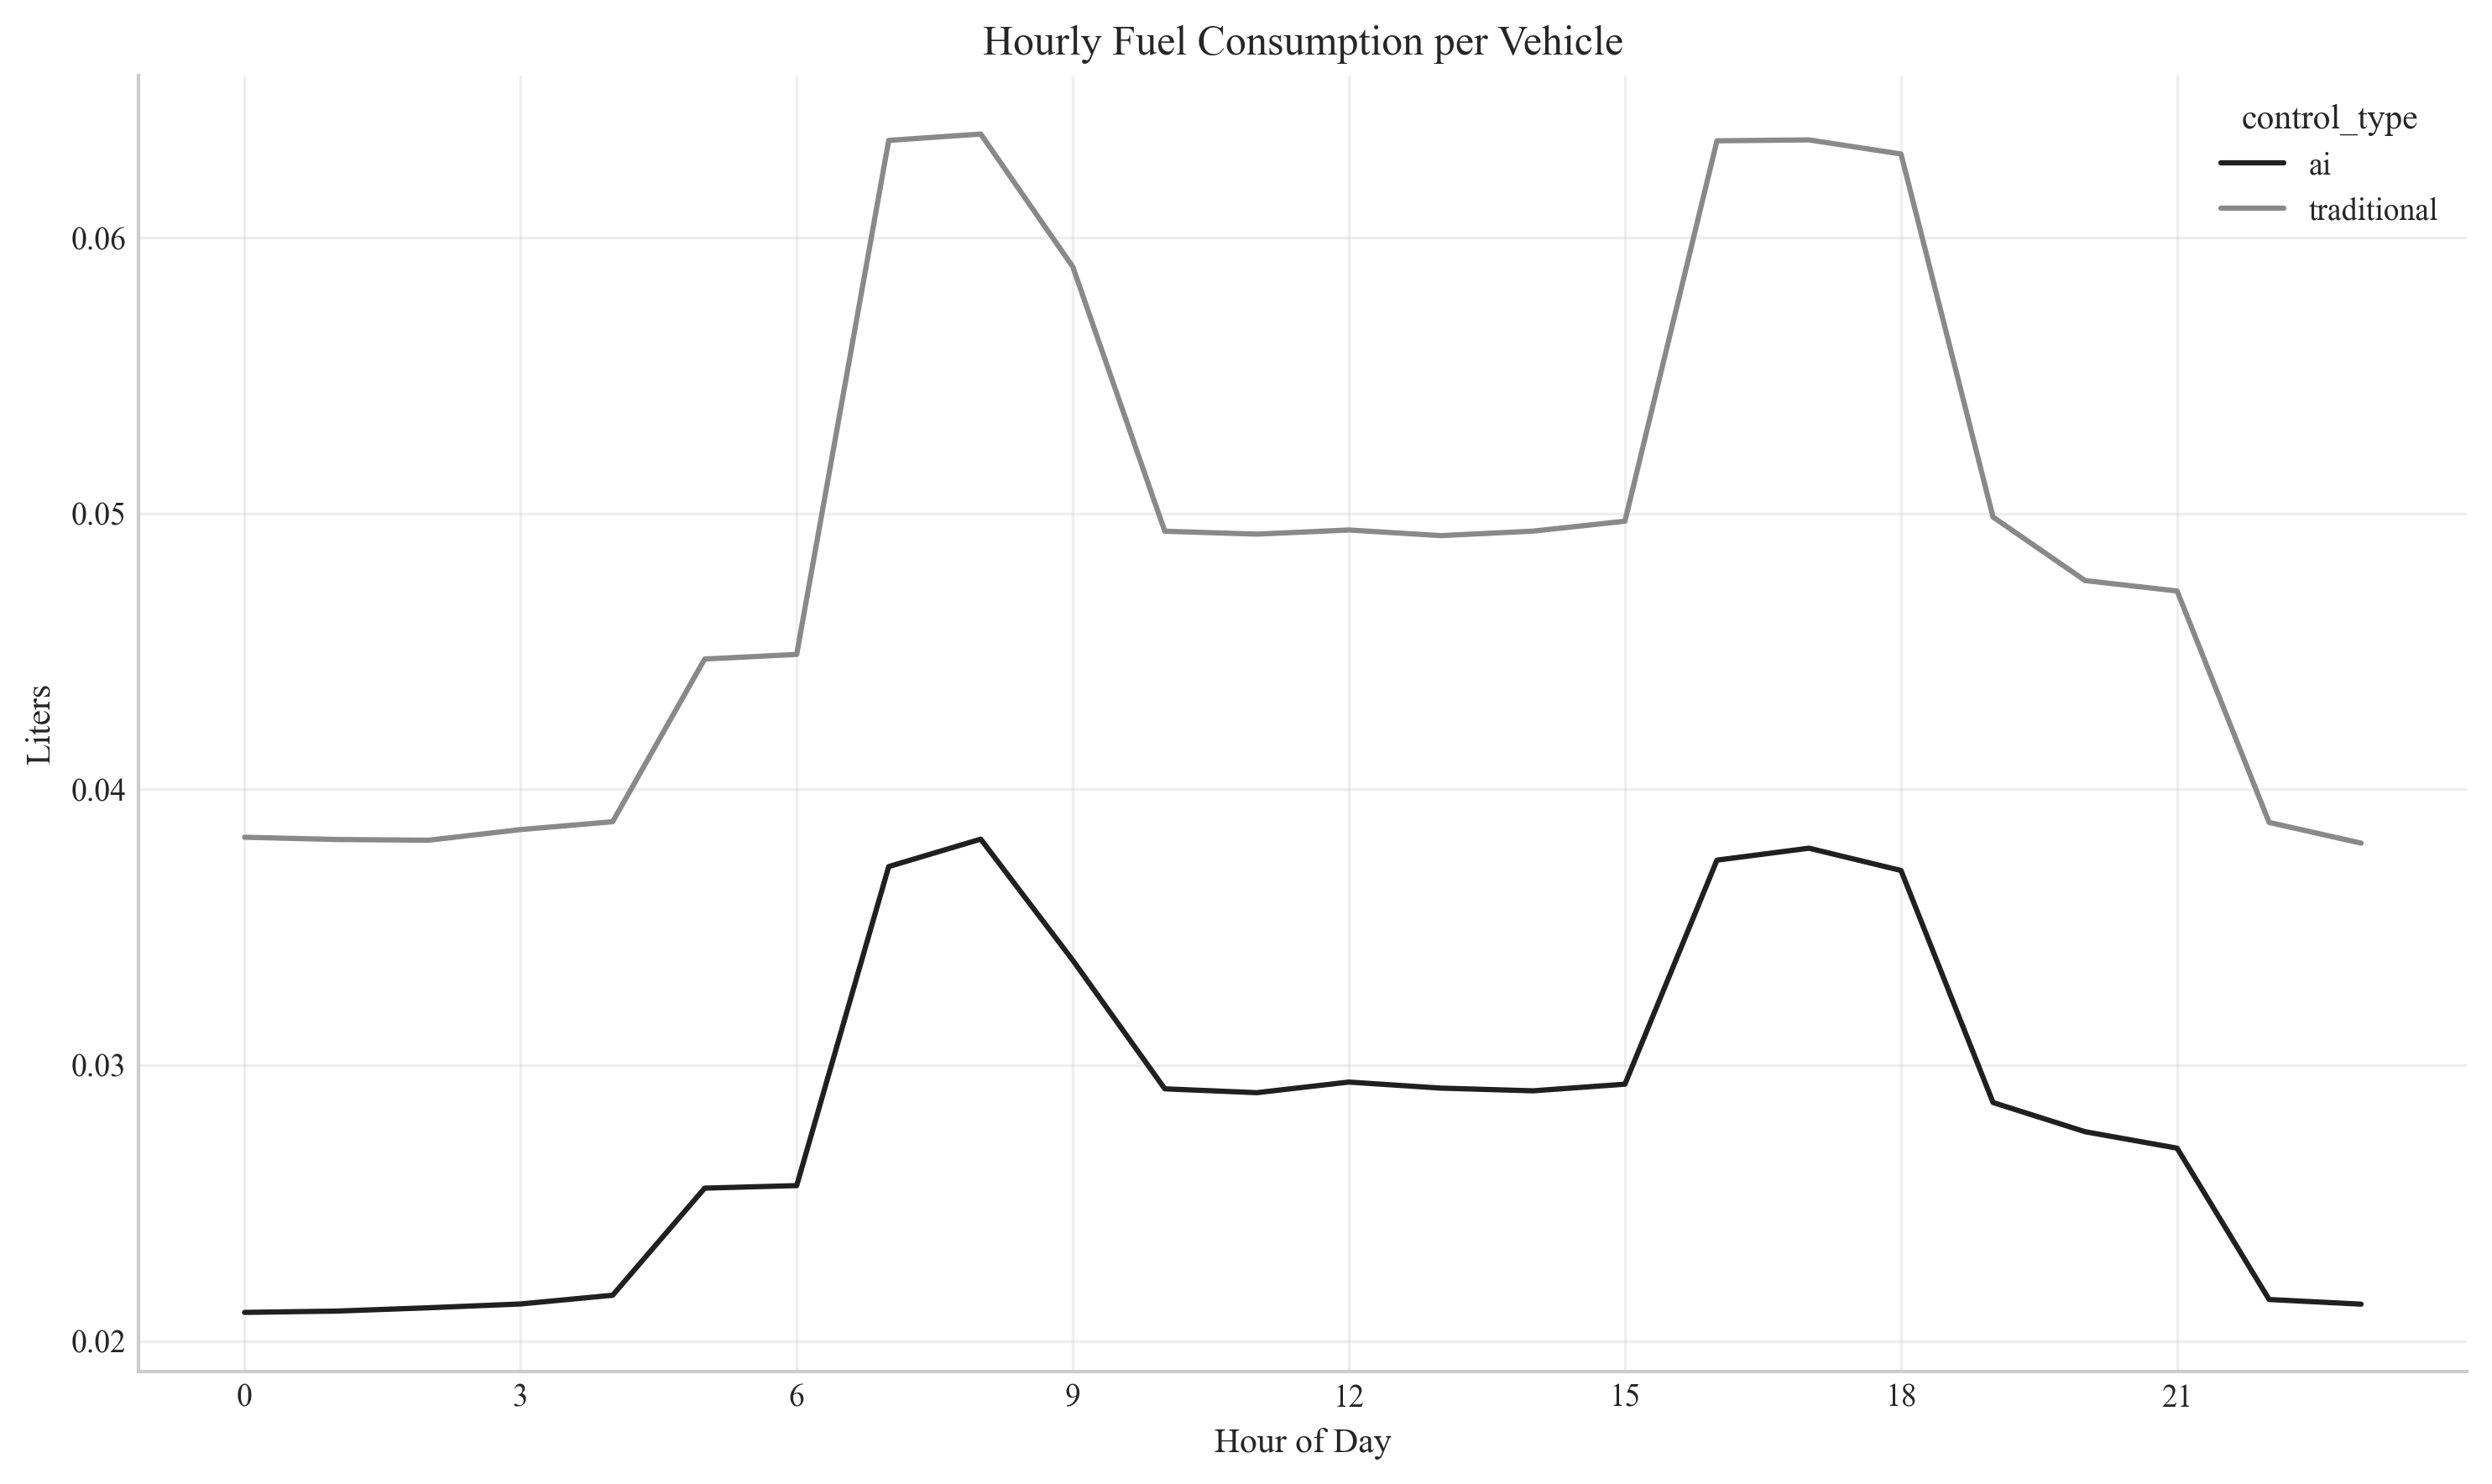 Hourly Fuel Consumption per Vehicle
control_type
ai
traditional
0.06
0.05
0.04
0.03
0.02
Liters
0 3 6 9 12 15 18 21
Hour of Day